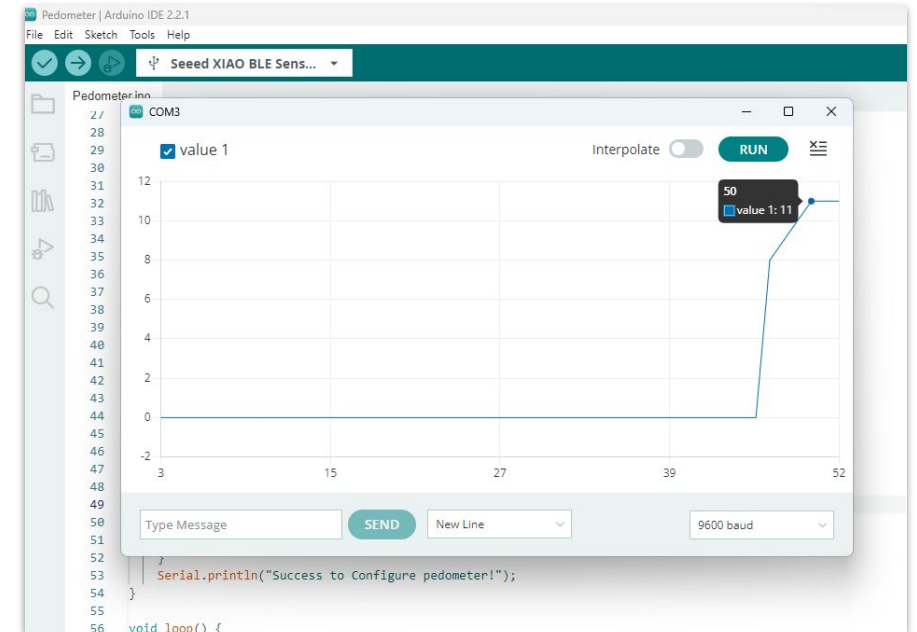 Pedometer | Arduino IDE 2.2.1
File Edit Sketch Tools Help
Seeed XIAO BLE Sens...
Pedometer.ino
COM3
value 1
Interpolate
RUN
50
value 1: 11
12
10
8
6
4
2
0
-2
3 15 27 39 52
Type Message
SEND
New Line
9600 baud
27
28
29
30
31
32
33
34
35
36
37
38
39
40
41
42
43
44
45
46
47
48
49
50
51
52 }
53 Serial.println("Success to Configure pedometer!");
54 }
55
56 void loop() {